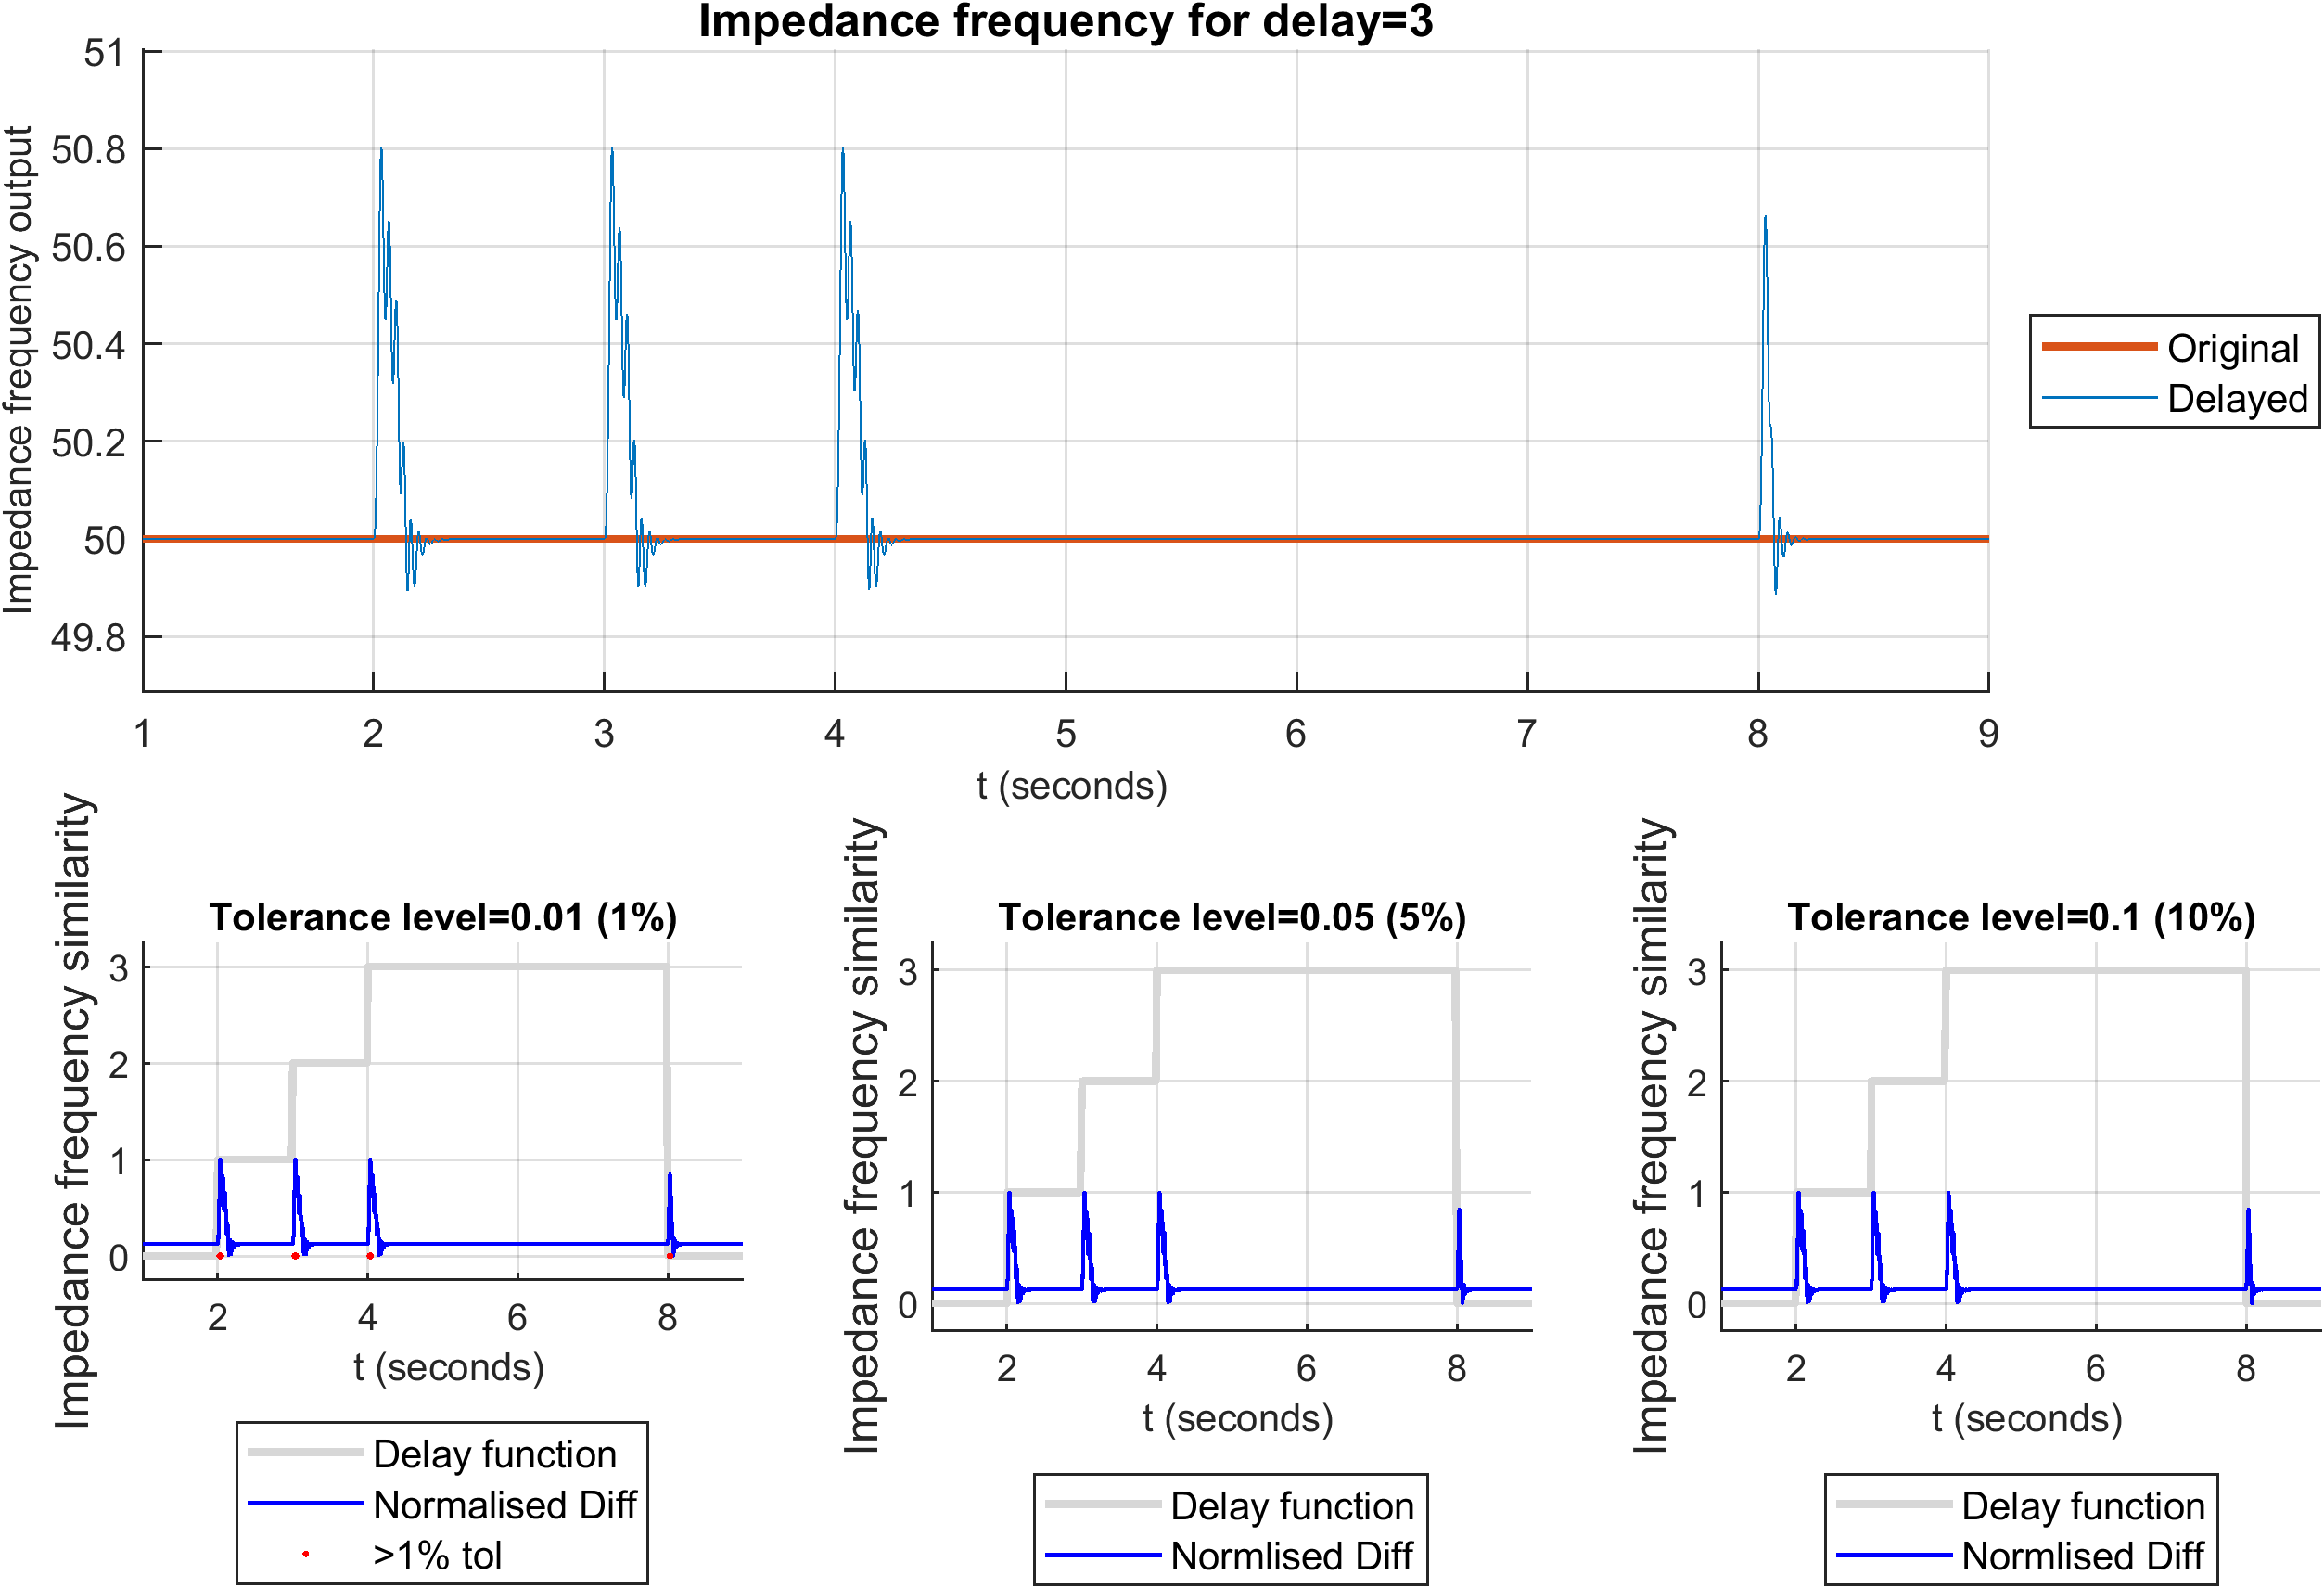 Impedance frequency for delay=3
Impedance frequency output
51
50.8
50.6
50.4
50.2
50
49.8
1 2 3 4 5 6 7 8 9
t (seconds)
Original
Delayed
Tolerance level=0.01 (1%)
Impedance frequency similarity
3
2
1
0
2 4 6 8
t (seconds)
Delay function
Normalised Diff
>1% tol
Tolerance level=0.05 (5%)
Impedance frequency similarity
3
2
1
0
2 4 6 8
t (seconds)
Delay function
Normlised Diff
Tolerance level=0.1 (10%)
Impedance frequency similarity
3
2
1
0
2 4 6 8
t (seconds)
Delay function
Normlised Diff